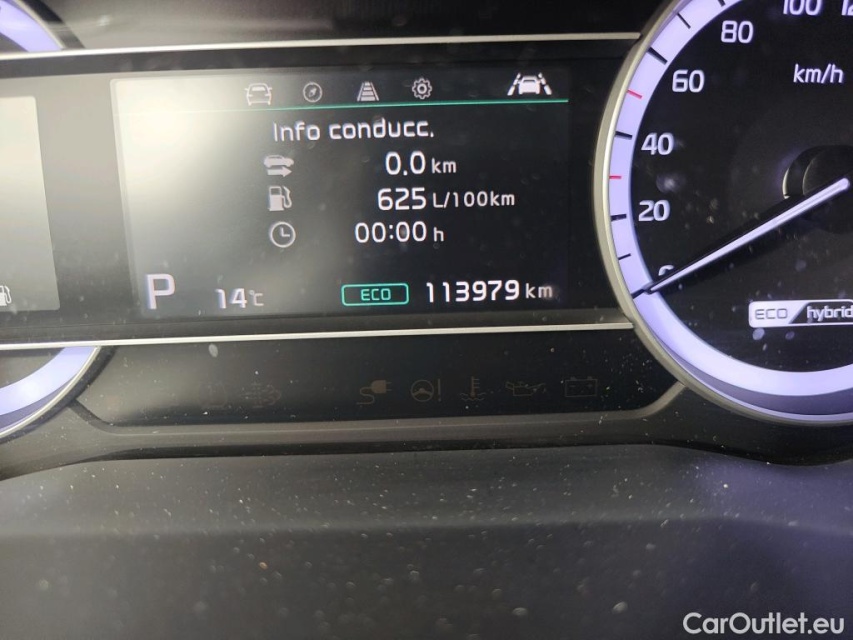 Info conducc.
0.0 km
625 L/100km
00:00 h
P 14°c ECO 113979 km
100
80
60
40
20
km/h
ECO hybrid
CarOutlet.eu